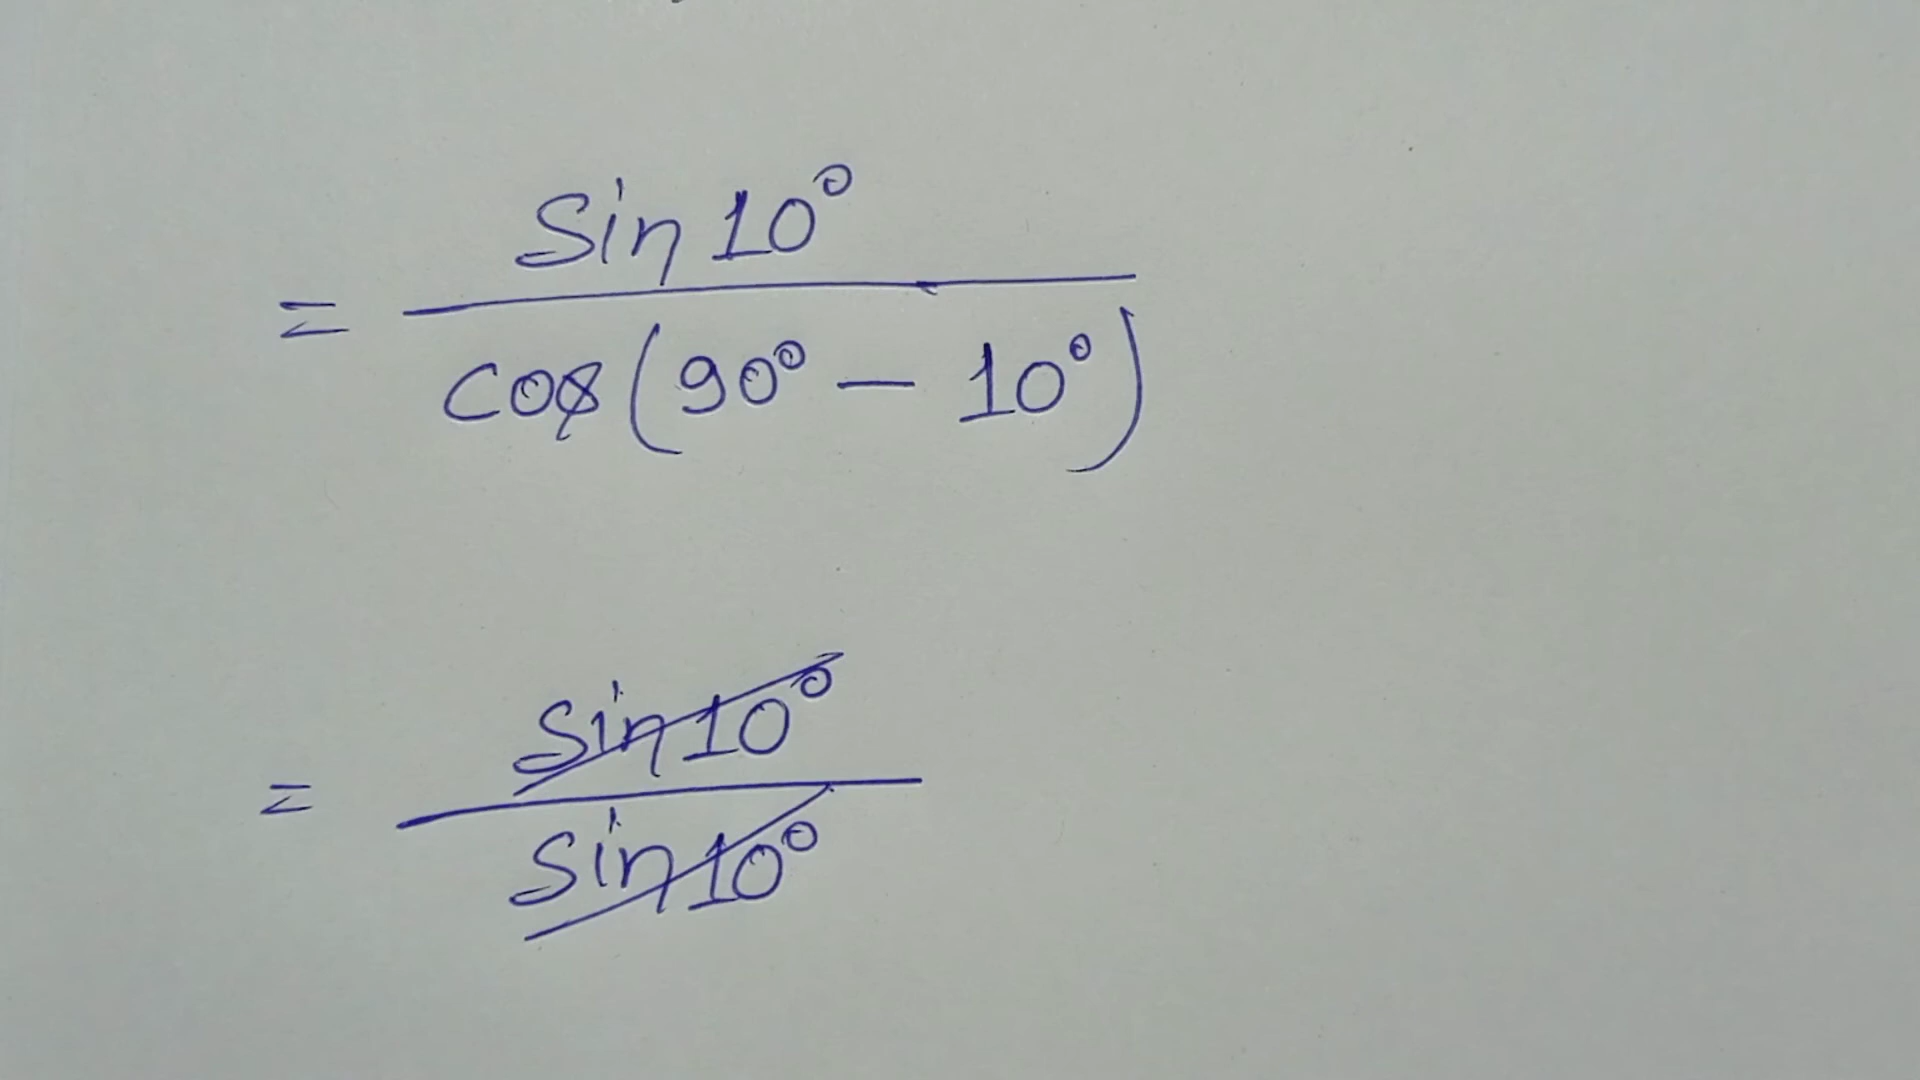 = Sin 10° / cos (90° - 10°)
= Sin 10° / Sin 10°